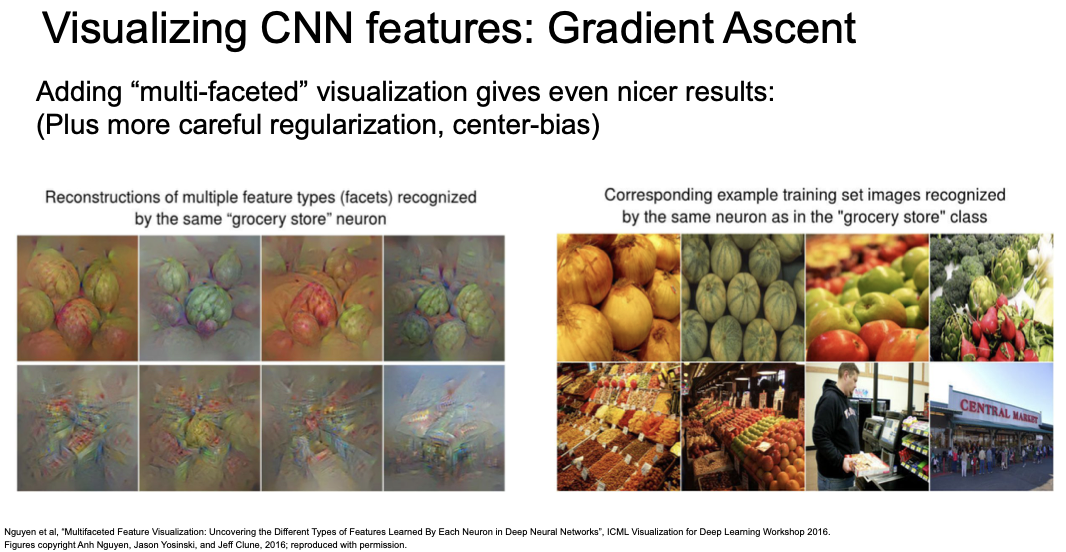 Visualizing CNN features: Gradient Ascent
Adding “multi-faceted” visualization gives even nicer results:
(Plus more careful regularization, center-bias)
Reconstructions of multiple feature types (facets) recognized
by the same “grocery store” neuron
Corresponding example training set images recognized
by the same neuron as in the "grocery store" class
CENTRAL MARKET
Nguyen et al, “Multifaceted Feature Visualization: Uncovering the Different Types of Features Learned By Each Neuron in Deep Neural Networks”, ICML Visualization for Deep Learning Workshop 2016.
Figures copyright Anh Nguyen, Jason Yosinski, and Jeff Clune, 2016; reproduced with permission.